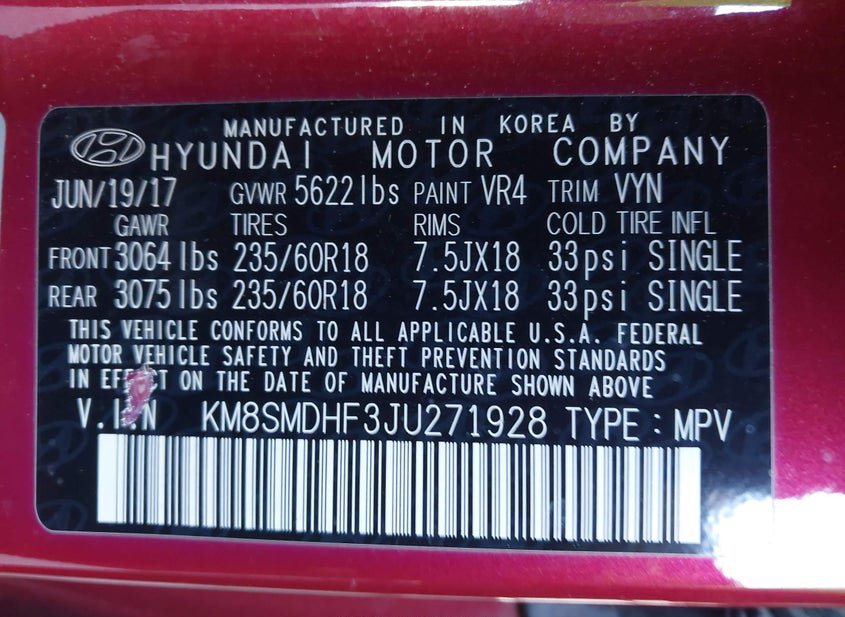 MANUFACTURED IN KOREA BY
HYUNDAI MOTOR COMPANY
JUN/19/17 GVWR 5622lbs PAINT VR4 TRIM VYN
GAWR TIRES RIMS COLD TIRE INFL
FRONT 3064lbs 235/60R18 7.5JX18 33psi SINGLE
REAR 3075lbs 235/60R18 7.5JX18 33psi SINGLE
THIS VEHICLE CONFORMS TO ALL APPLICABLE U.S.A. FEDERAL
MOTOR VEHICLE SAFETY AND THEFT PREVENTION STANDARDS
IN EFFECT ON THE DATE OF MANUFACTURE SHOWN ABOVE
V.I.N KM8SMDHF3JU271928 TYPE : MPV